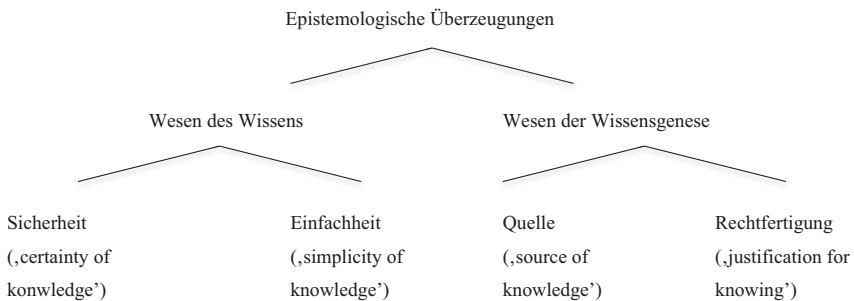 Epistemologische Überzeugungen
Wesen des Wissens
Wesen der Wissensgenese
Sicherheit
(‚certainty of
konwledge’)
Einfachheit
(‚simplicity of
knowledge’)
Quelle
(‚source of
knowledge’)
Rechtfertigung
(‚justification for
knowing’)